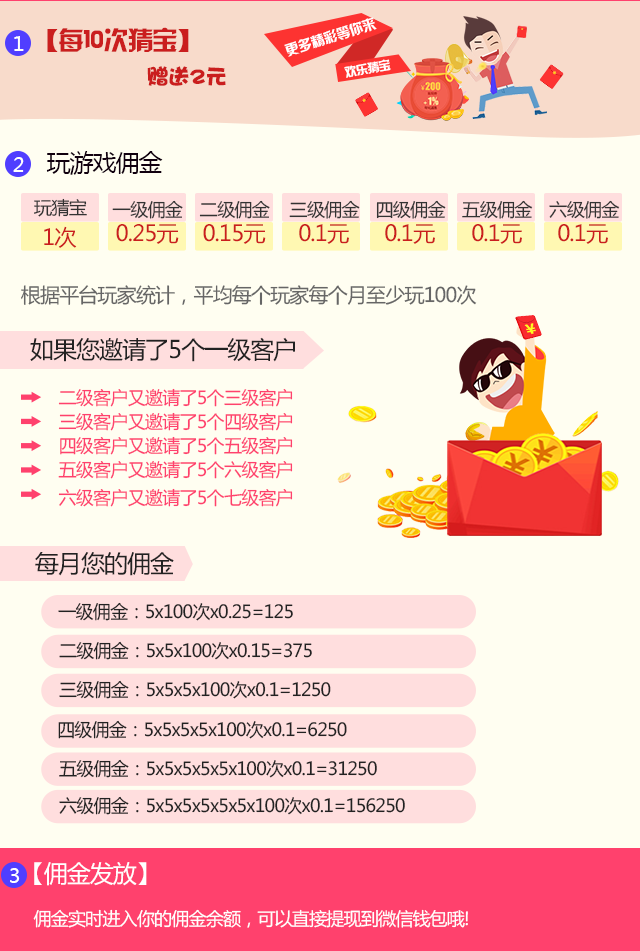 1
【每10次猜宝】
赠送2元
更多精彩等你来
欢乐猜宝
¥200
1%
2 玩游戏佣金
玩猜宝 一级佣金 二级佣金 三级佣金 四级佣金 五级佣金 六级佣金
1次 0.25元 0.15元 0.1元 0.1元 0.1元 0.1元
根据平台玩家统计，平均每个玩家每个月至少玩100次
如果您邀请了5个一级客户
二级客户又邀请了5个三级客户
三级客户又邀请了5个四级客户
四级客户又邀请了5个五级客户
五级客户又邀请了5个六级客户
六级客户又邀请了5个七级客户
¥
¥ ¥
每月您的佣金
一级佣金：5x100次x0.25=125
二级佣金：5x5x100次x0.15=375
三级佣金：5x5x5x100次x0.1=1250
四级佣金：5x5x5x5x100次x0.1=6250
五级佣金：5x5x5x5x5x100次x0.1=31250
六级佣金：5x5x5x5x5x5x100次x0.1=156250
3【佣金发放】
佣金实时进入你的佣金余额，可以直接提现到微信钱包哦!